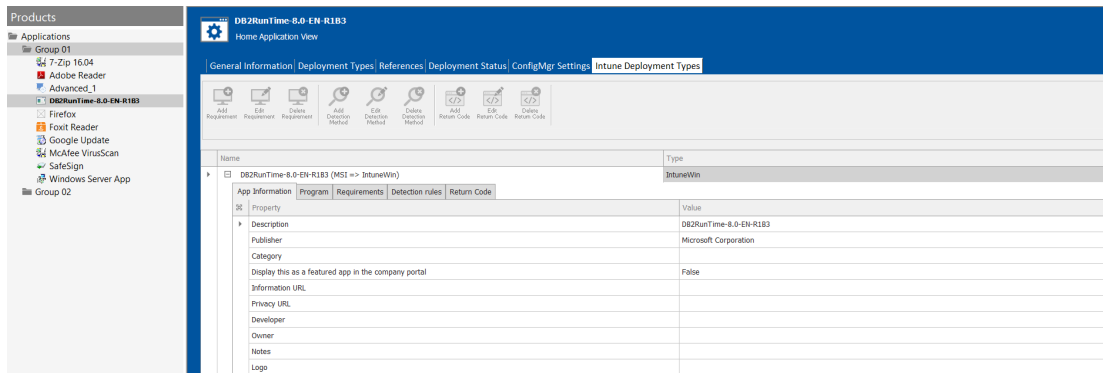 Products
Applications
Group 01
7-Zip 16.04
Adobe Reader
Advanced_1
DB2RunTime-8.0-EN-R1B3
Firefox
Foxit Reader
Google Update
McAfee VirusScan
SafeSign
Windows Server App
Group 02
DB2RunTime-8.0-EN-R1B3
Home Application View
General Information Deployment Types References Deployment Status ConfigMgr Settings Intune Deployment Types
Add Requirement
Edit Requirement
Delete Requirement
Add Detection Method
Edit Detection Method
Delete Detection Method
Add Return Code
Edit Return Code
Delete Return Code
Name Type
DB2RunTime-8.0-EN-R1B3 (MSI => IntuneWin) IntuneWin
App Information Program Requirements Detection rules Return Code
Property Value
Description DB2RunTime-8.0-EN-R1B3
Publisher Microsoft Corporation
Category
Display this as a featured app in the company portal False
Information URL
Privacy URL
Developer
Owner
Notes
Logo